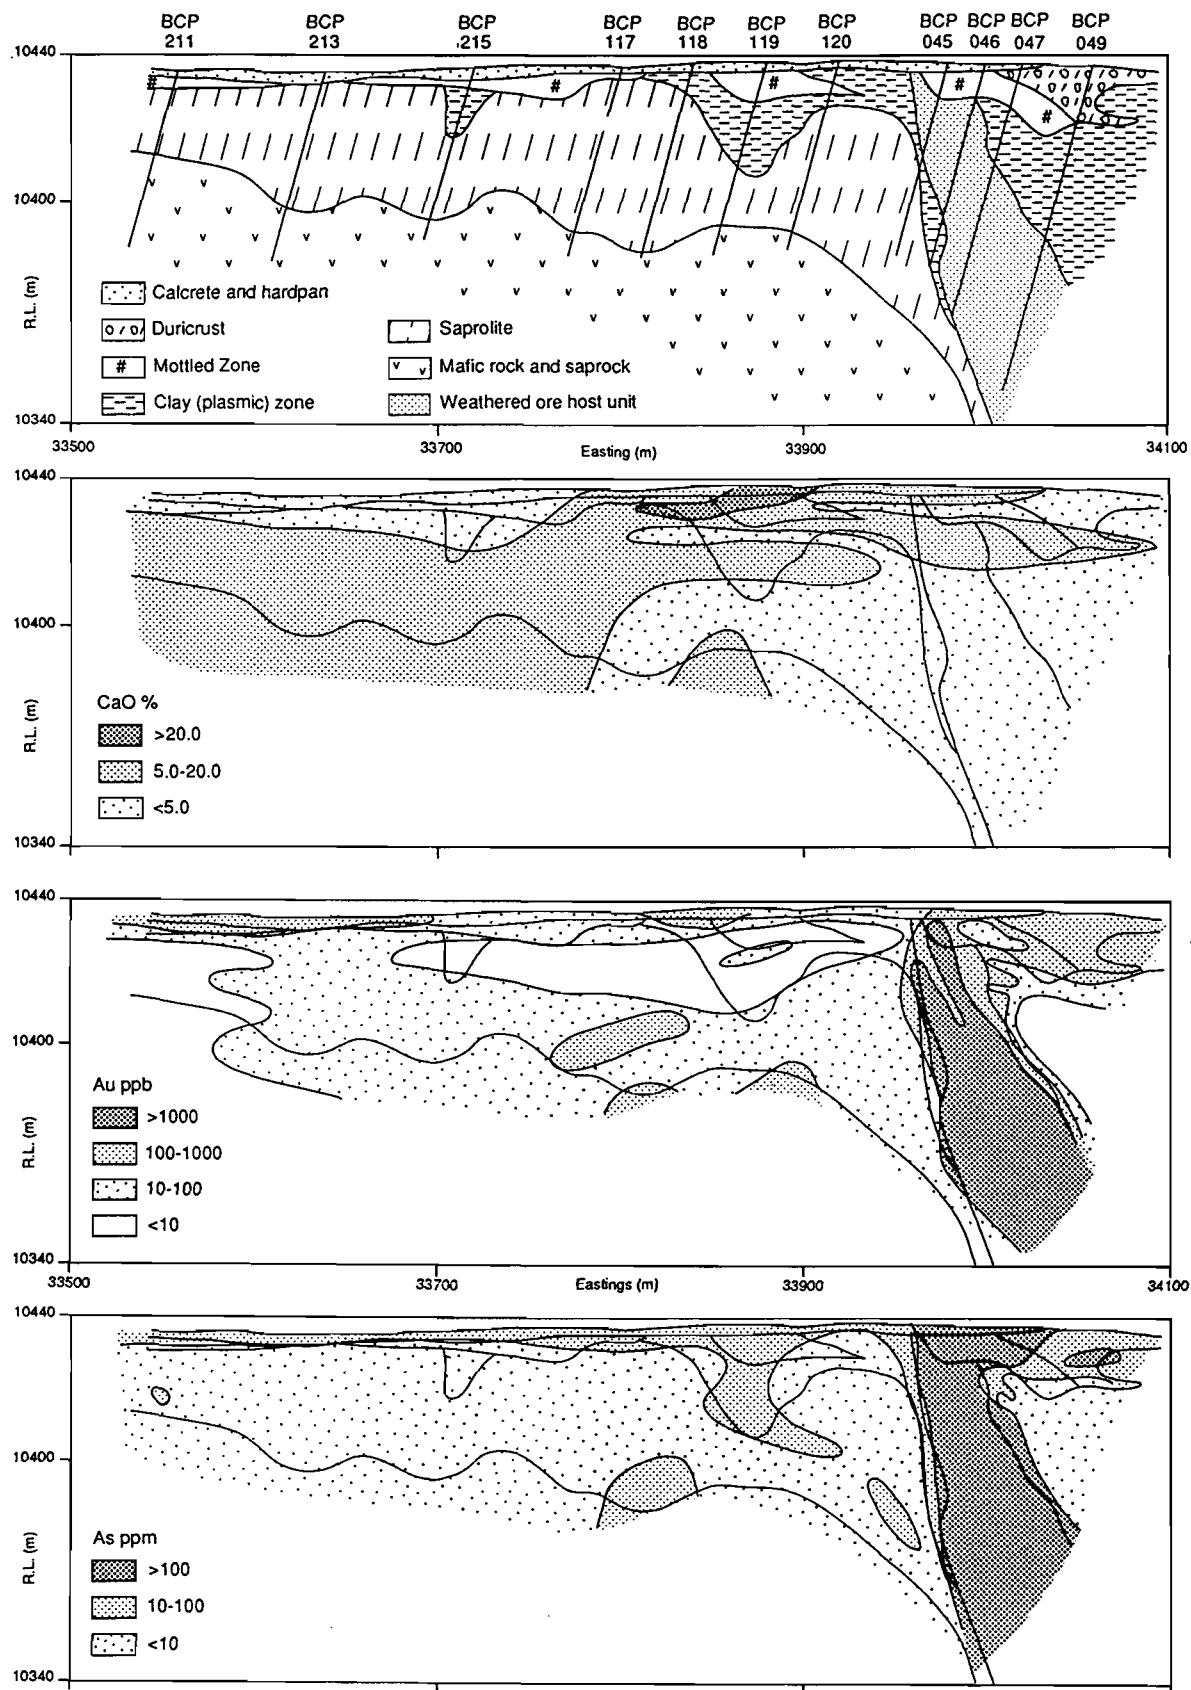 BCP 211 BCP 213 BCP 215 BCP 117 BCP 118 BCP 119 BCP 120 BCP 045 BCP 046 BCP 047 BCP 049
10440
10400
R.L. (m)
Calcrete and hardpan
Duricrust
Saprolite
# Mottled Zone
Mafic rock and saprock
Clay (plasmic) zone
Weathered ore host unit
10340
33500 33700 Easting (m) 33900 34100
10440
10400
R.L. (m)
CaO %
>20.0
5.0-20.0
<5.0
10340
10440
10400
R.L. (m)
Au ppb
>1000
100-1000
10-100
<10
10340
33500 33700 Eastings (m) 33900 34100
10440
10400
R.L. (m)
As ppm
>100
10-100
<10
10340